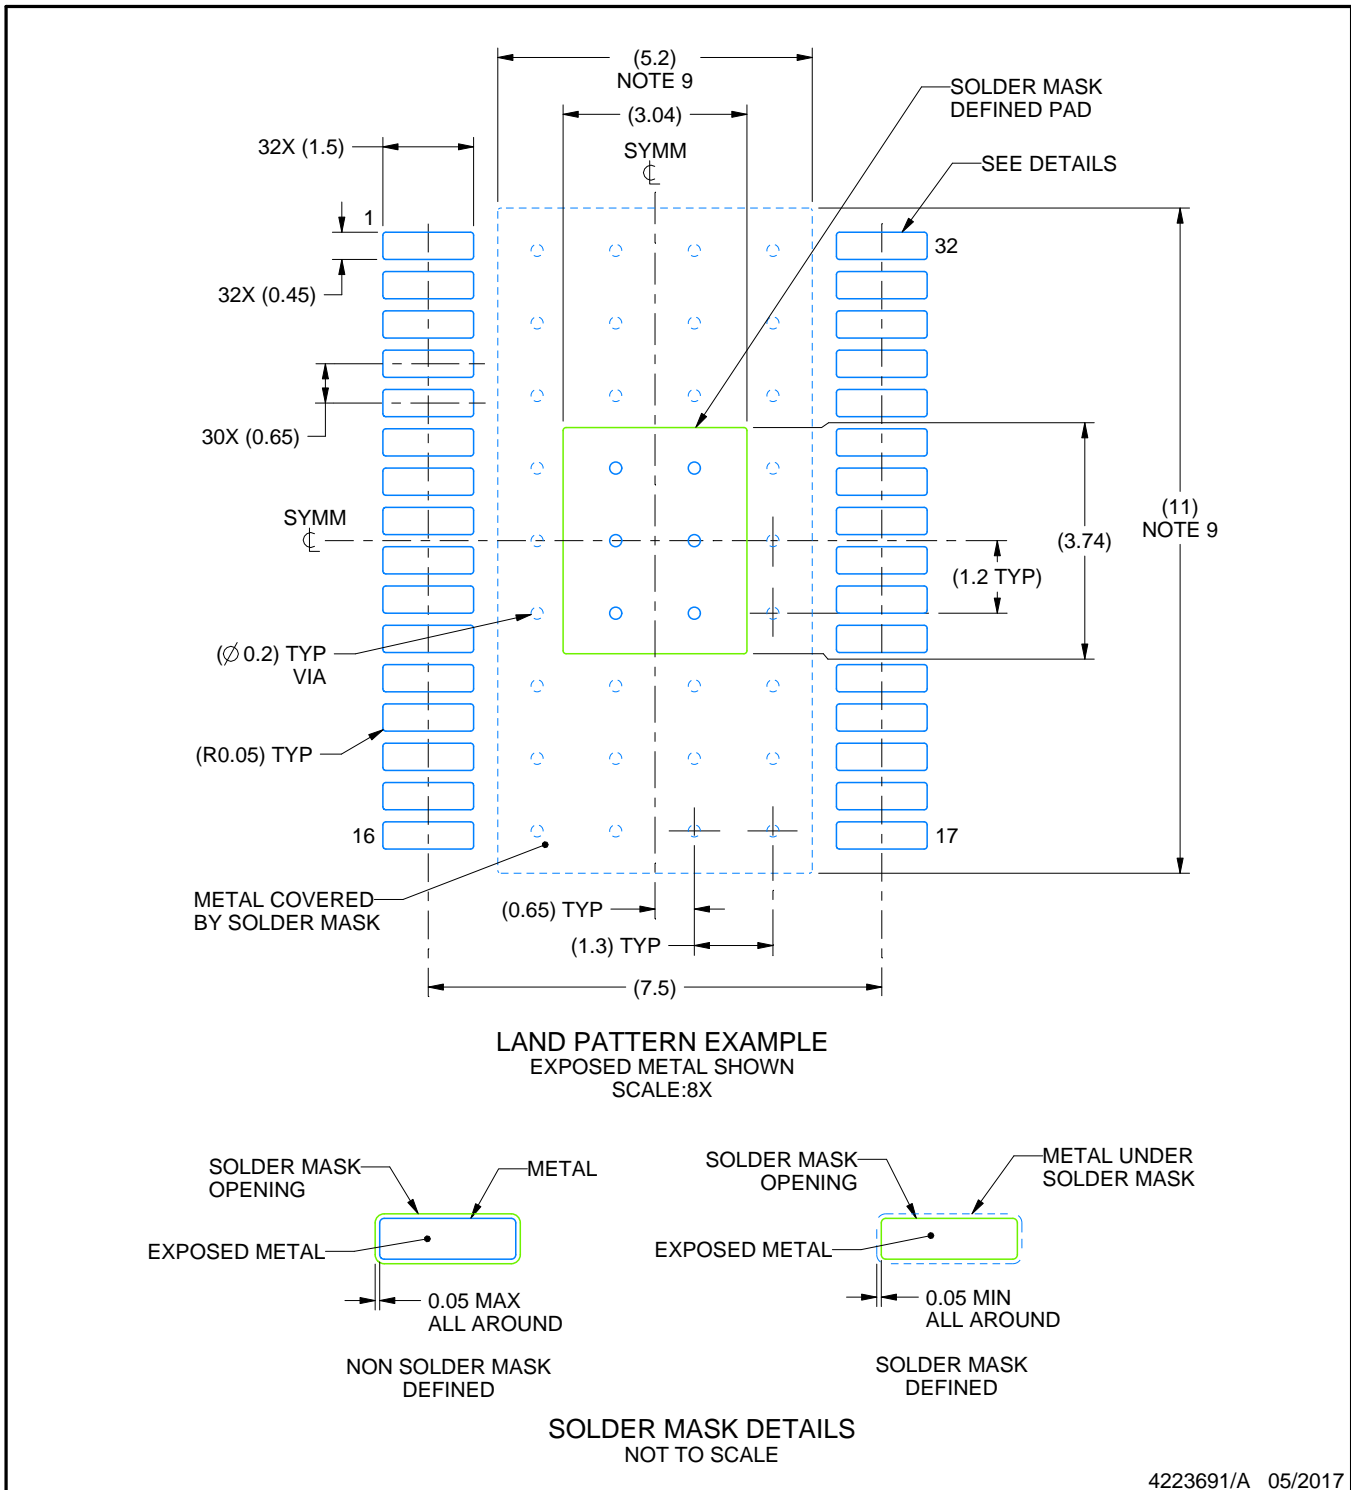 (5.2)
NOTE 9
SOLDER MASK
DEFINED PAD
(3.04)
32X (1.5)
SYMM
SEE DETAILS
1
32
32X (0.45)
30X (0.65)
SYMM
(11)
NOTE 9
(3.74)
(1.2 TYP)
(Ø 0.2) TYP
VIA
(R0.05) TYP
16
17
METAL COVERED
BY SOLDER MASK
(0.65) TYP
(1.3) TYP
(7.5)
LAND PATTERN EXAMPLE
EXPOSED METAL SHOWN
SCALE:8X
SOLDER MASK
OPENING
METAL
EXPOSED METAL
0.05 MAX
ALL AROUND
NON SOLDER MASK
DEFINED
SOLDER MASK
OPENING
METAL UNDER
SOLDER MASK
EXPOSED METAL
0.05 MIN
ALL AROUND
SOLDER MASK
DEFINED
SOLDER MASK DETAILS
NOT TO SCALE
4223691/A 05/2017